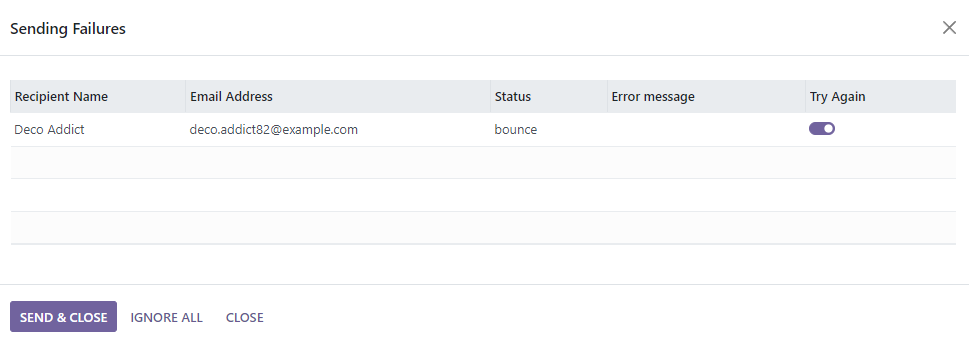 Sending Failures
Recipient Name Email Address Status Error message Try Again
Deco Addict deco.addict82@example.com bounce
SEND & CLOSE IGNORE ALL CLOSE